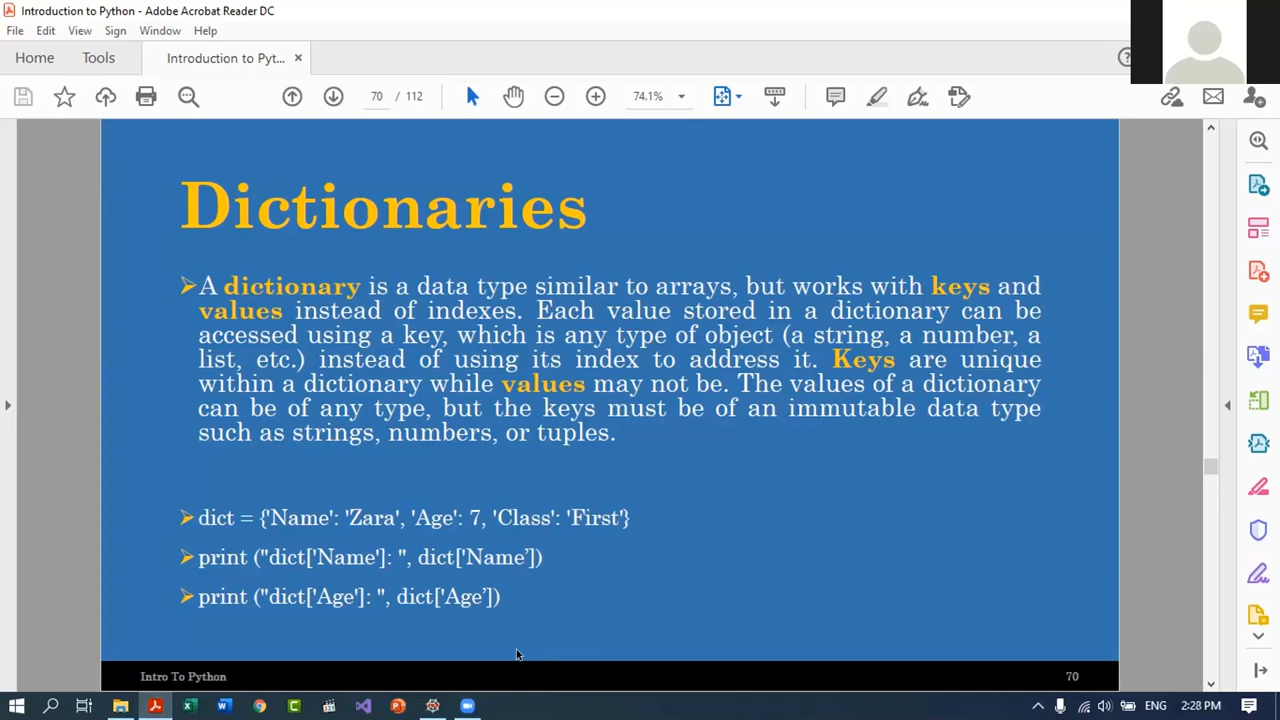 Introduction to Python - Adobe Acrobat Reader DC
File Edit View Sign Window Help
Home Tools Introduction to Pyt... ×
70 / 112 74.1%
Dictionaries
A dictionary is a data type similar to arrays, but works with keys and
values instead of indexes. Each value stored in a dictionary can be
accessed using a key, which is any type of object (a string, a number, a
list, etc.) instead of using its index to address it. Keys are unique
within a dictionary while values may not be. The values of a dictionary
can be of any type, but the keys must be of an immutable data type
such as strings, numbers, or tuples.
dict = {'Name': 'Zara', 'Age': 7, 'Class': 'First'}
print ("dict['Name']: ", dict['Name’])
print ("dict['Age']: ", dict['Age’])
Intro To Python 70
ENG 2:28 PM